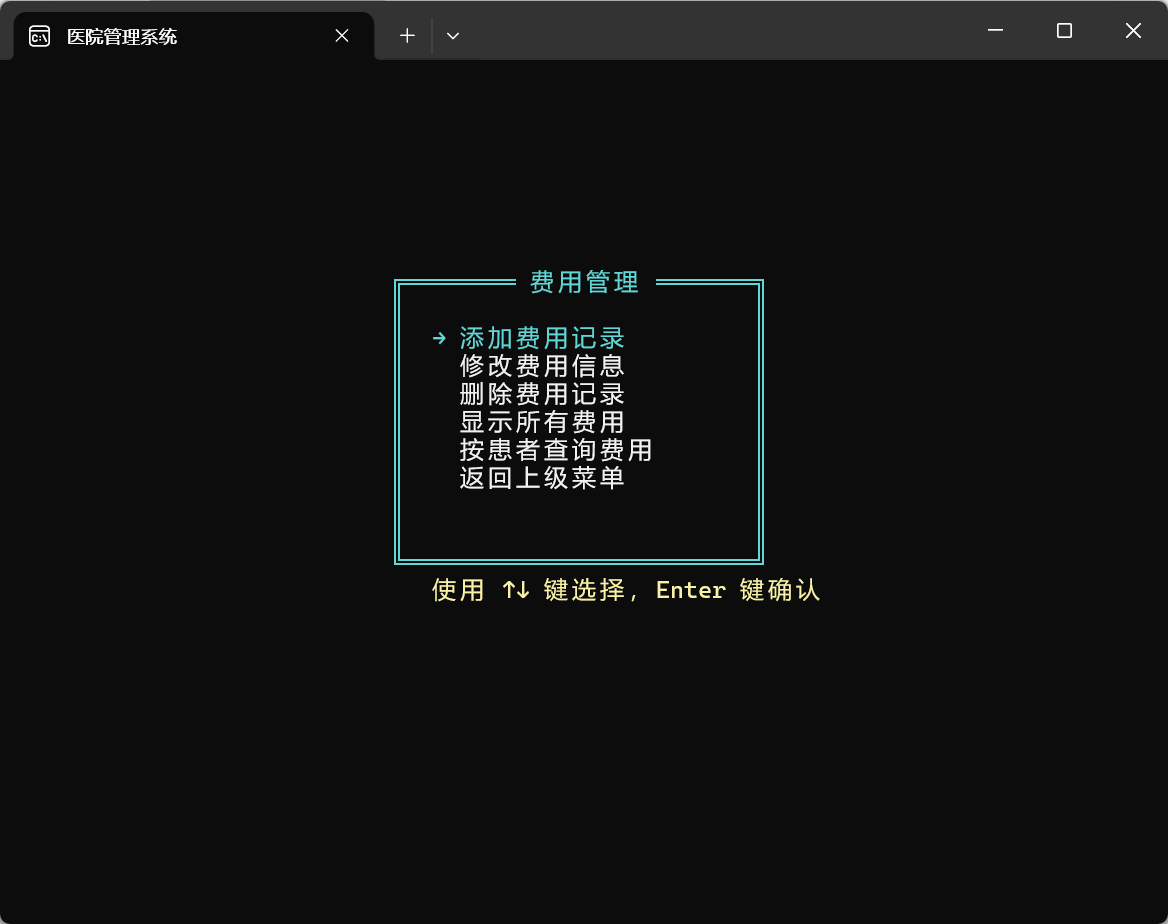 医院管理系统
费用管理
→ 添加费用记录
修改费用信息
删除费用记录
显示所有费用
按患者查询费用
返回上级菜单
使用 ↑↓ 键选择, Enter 键确认